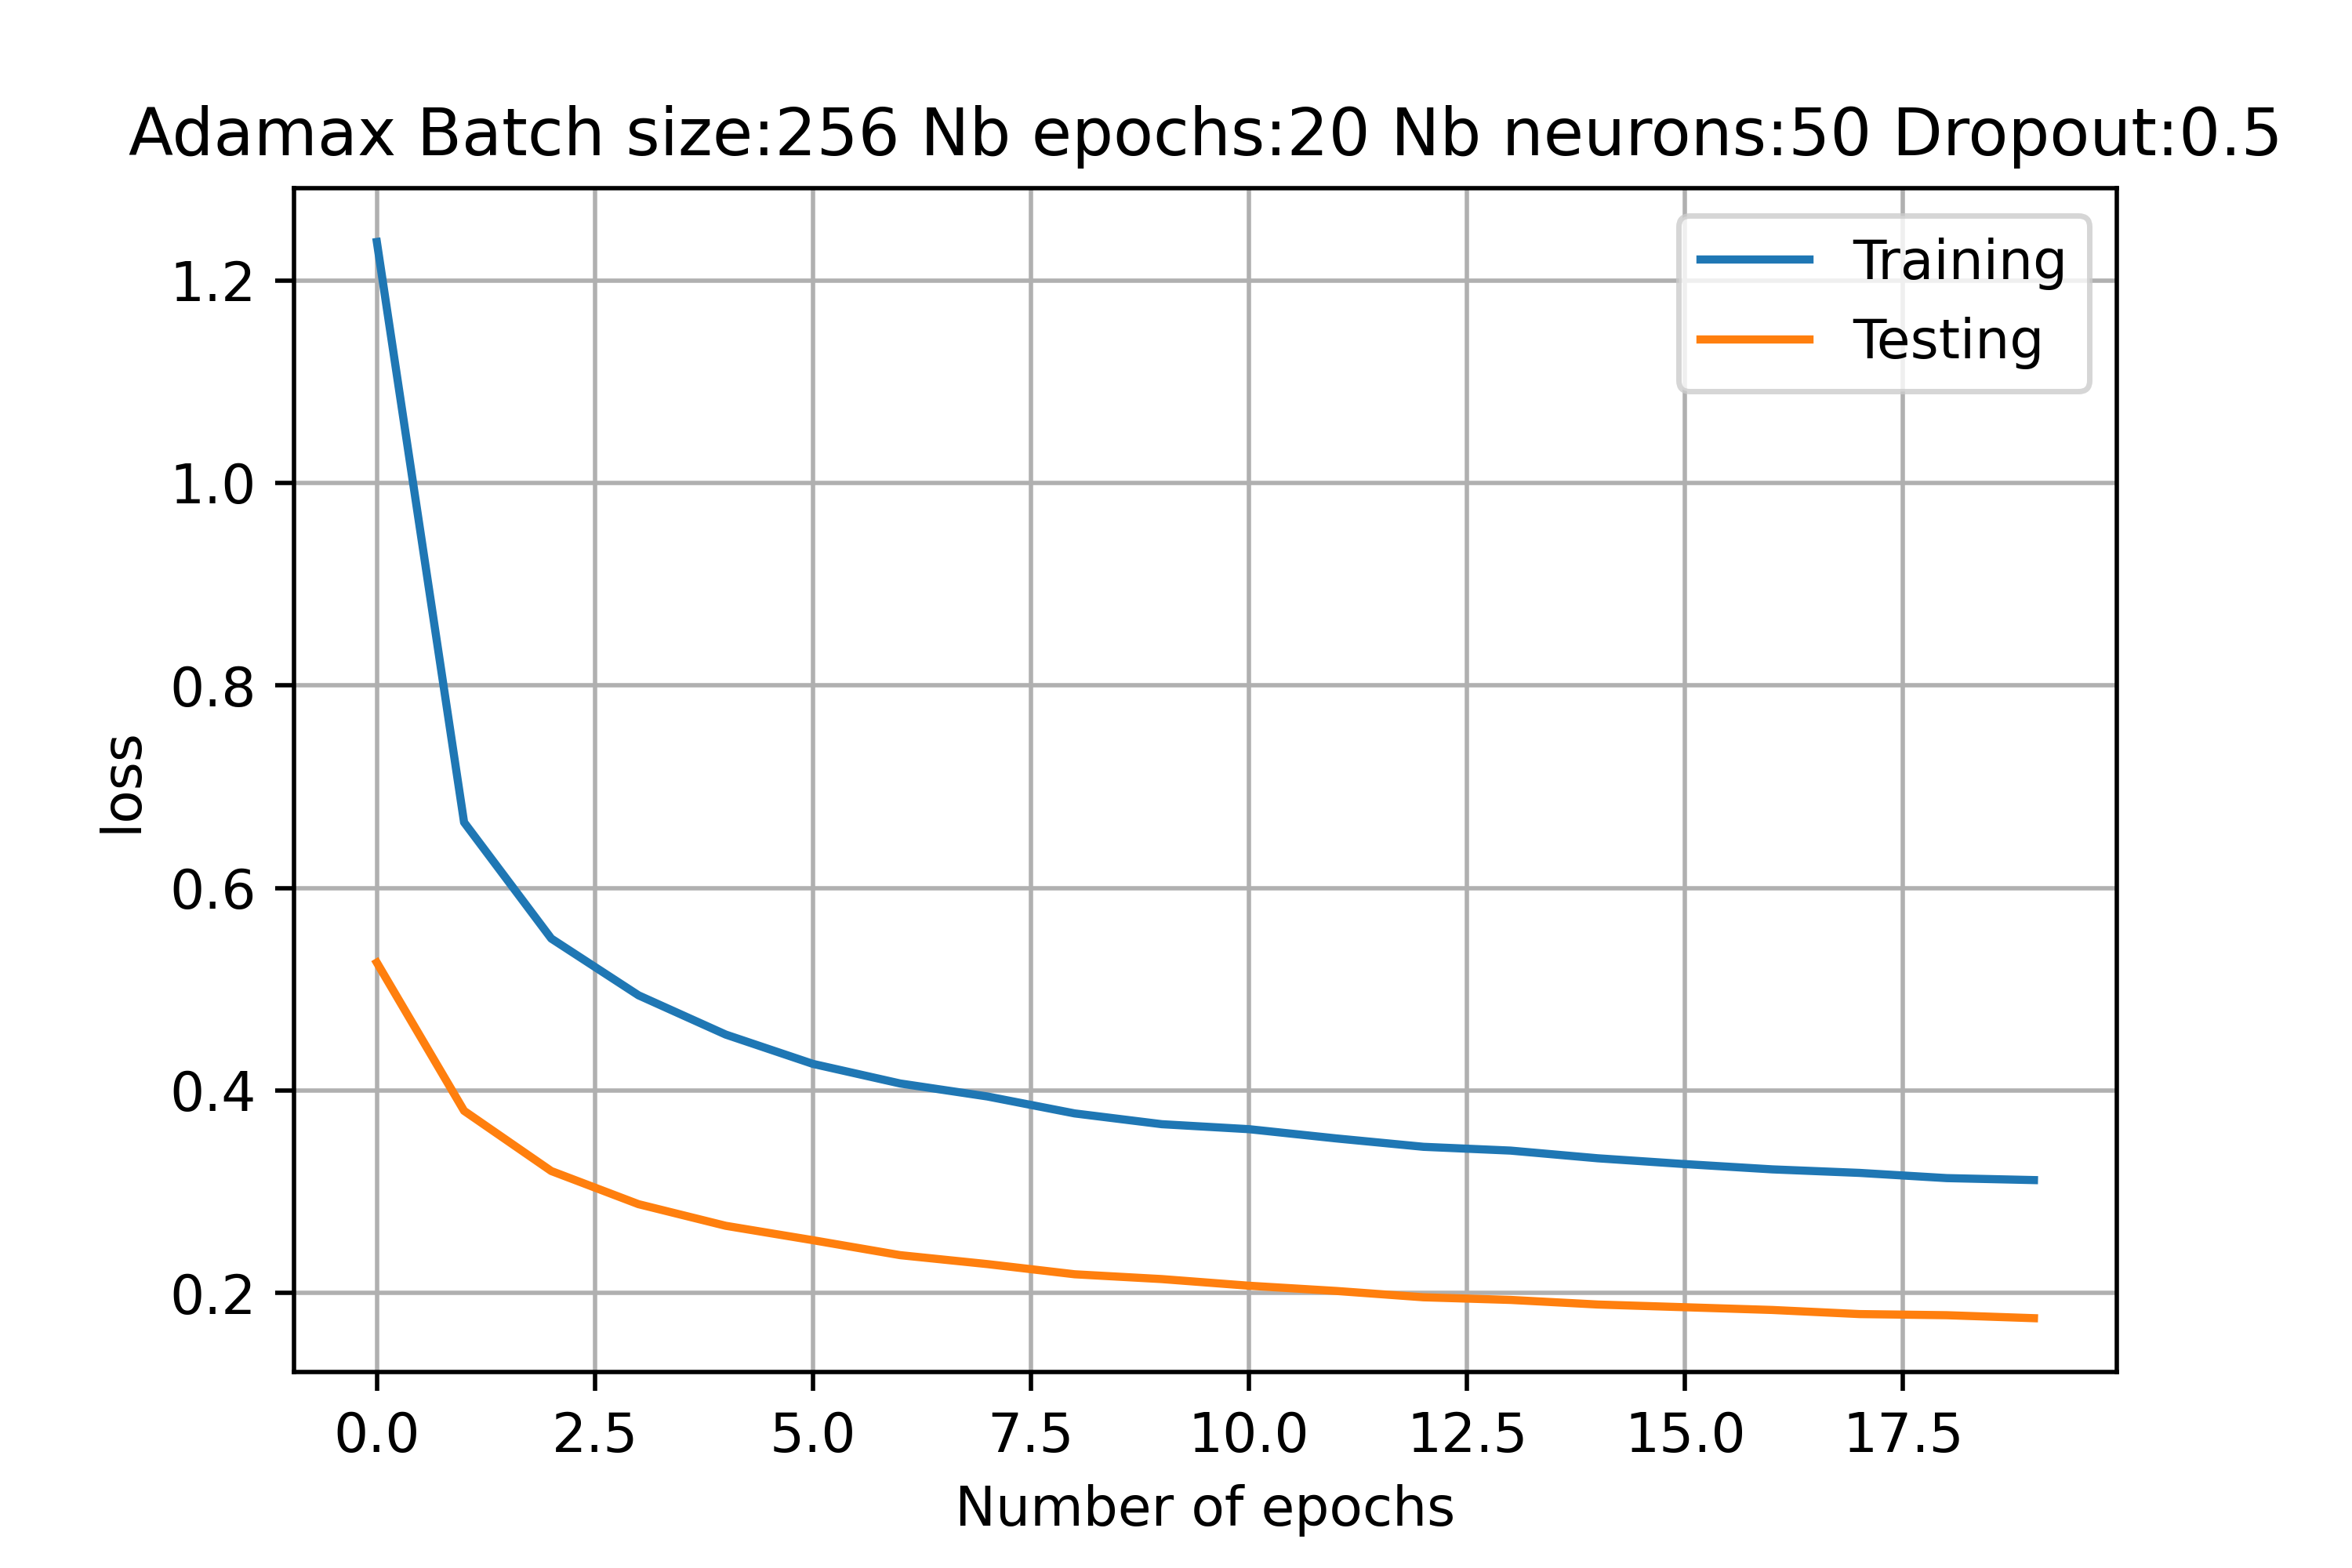 Adamax Batch size:256 Nb epochs:20 Nb neurons:50 Dropout:0.5
Training
Testing
1.2
1.0
0.8
0.6
0.4
0.2
loss
0.0 2.5 5.0 7.5 10.0 12.5 15.0 17.5
Number of epochs